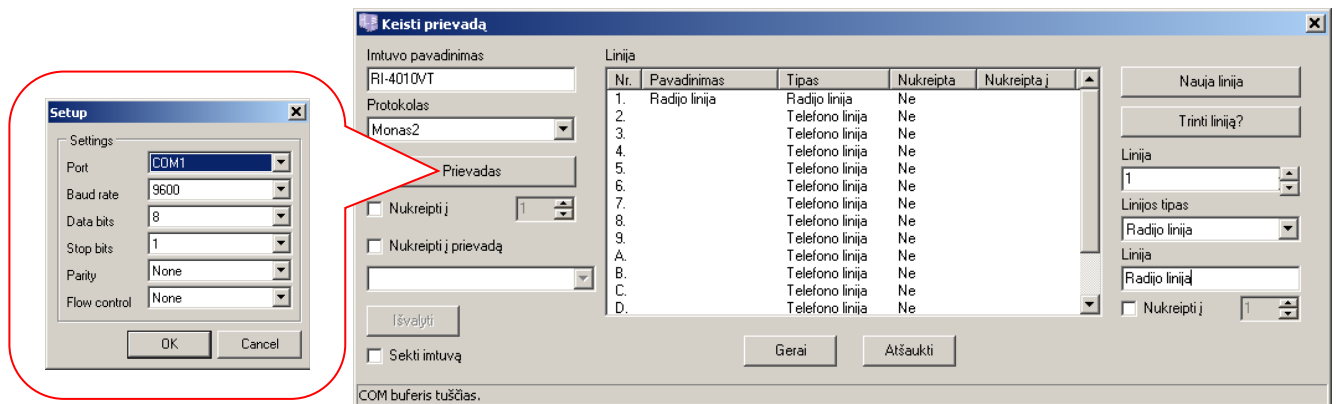 Setup
Settings
Port COM1
Baud rate 9600
Data bits 8
Stop bits 1
Parity None
Flow control None
OK Cancel
Keisti prievadą
Imtuvo pavadinimas
RI-4010VT
Protokolas
Monas2
Prievadas
Nukreipti į 1
Nukreipti į prievadą
Išvalyti
Sekti imtuvą
Linija
Nr. Pavadinimas Tipas Nukreipta Nukreipta į
1. Radijo linija Radijo linija Ne
2. Telefono linija Ne
3. Telefono linija Ne
4. Telefono linija Ne
5. Telefono linija Ne
6. Telefono linija Ne
7. Telefono linija Ne
8. Telefono linija Ne
9. Telefono linija Ne
A. Telefono linija Ne
B. Telefono linija Ne
C. Telefono linija Ne
D. Telefono linija Ne
Gerai Atšaukti
Nauja linija
Trinti liniją?
Linija
1
Linijos tipas
Radijo linija
Linija
Radijo linija
Nukreipti į 1
COM buferis tuščias.